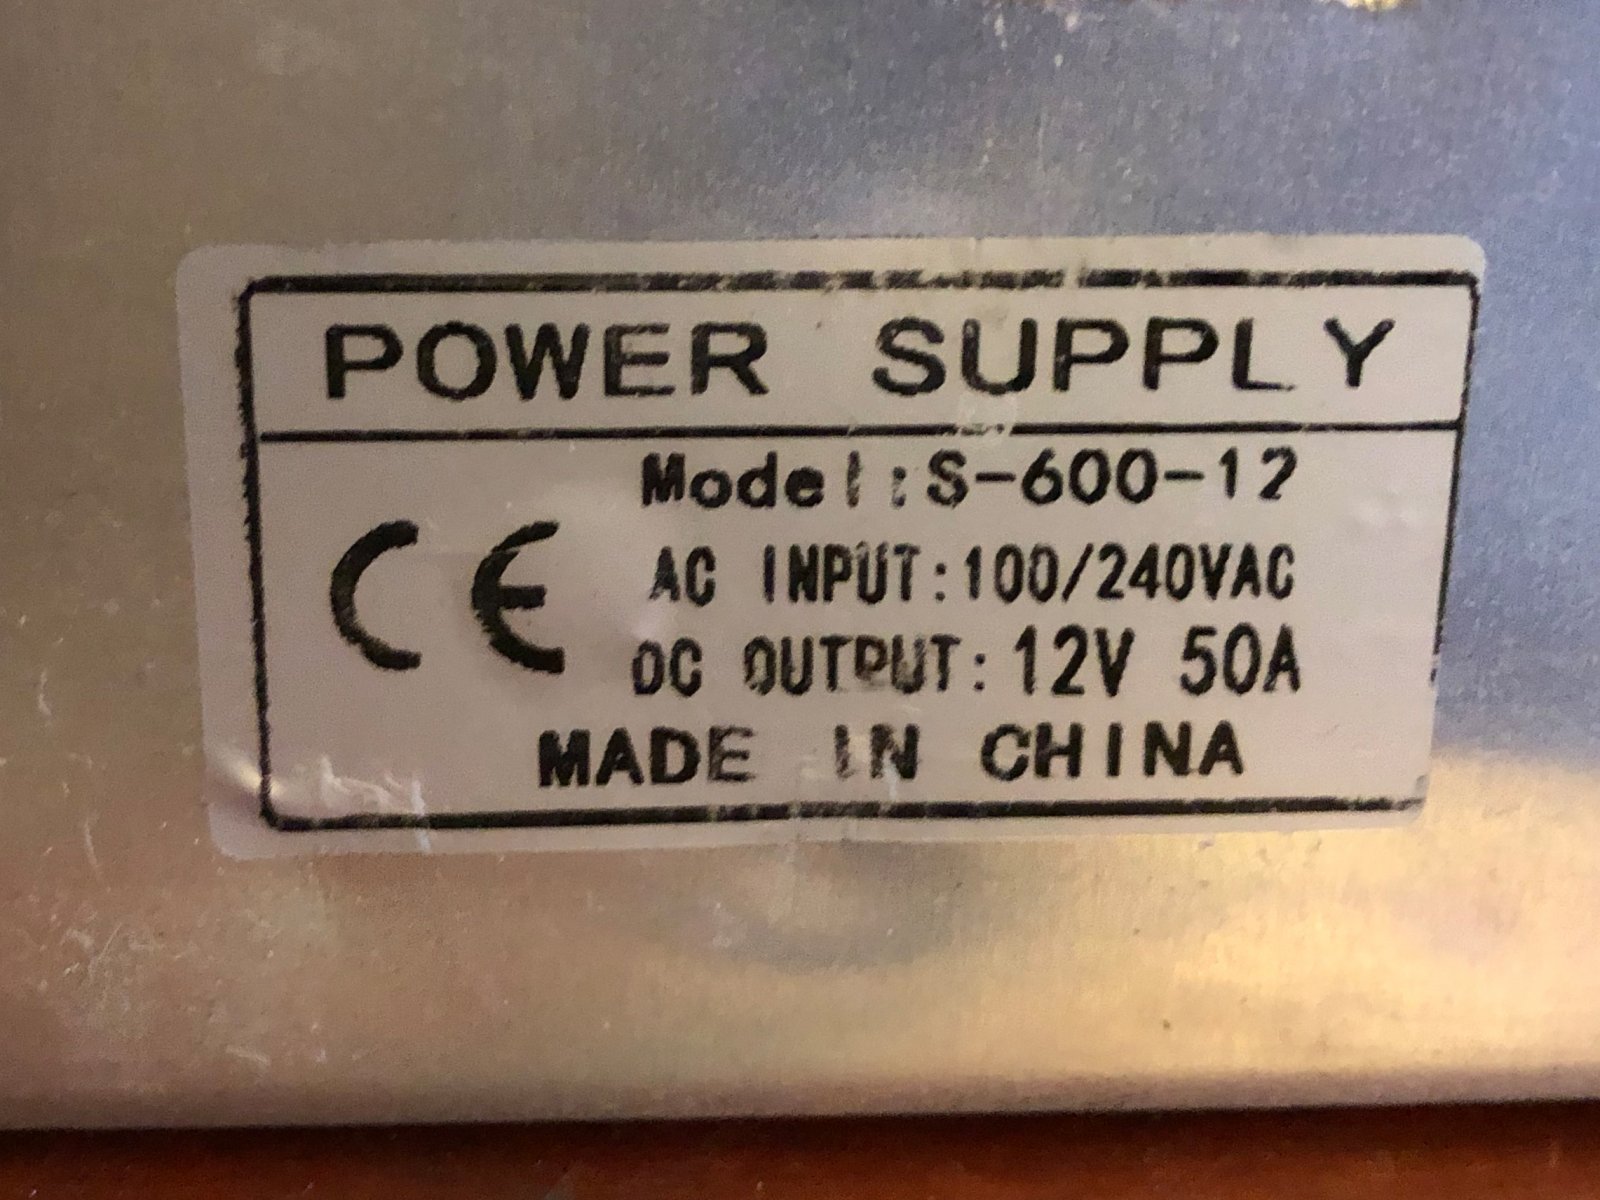 POWER SUPPLY
Model:S-600-12
CE AC INPUT:100/240VAC
DC OUTPUT:12V 50A
MADE IN CHINA